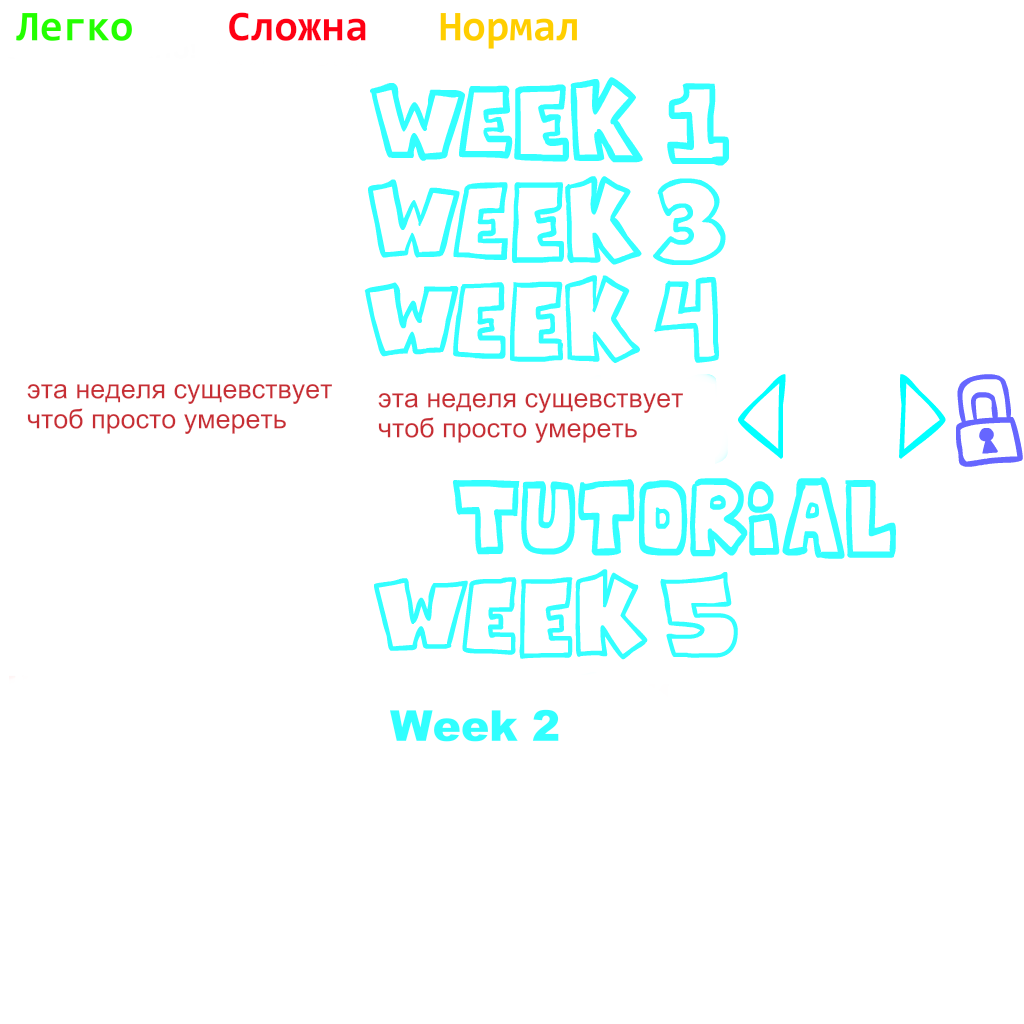 Легко Сложна Нормал
WEEK 1
WEEK 3
WEEK 4
эта неделя сущевствует
чтоб просто умереть
эта неделя сущевствует
чтоб просто умереть
TUTORiAL
WEEK 5
Week 2